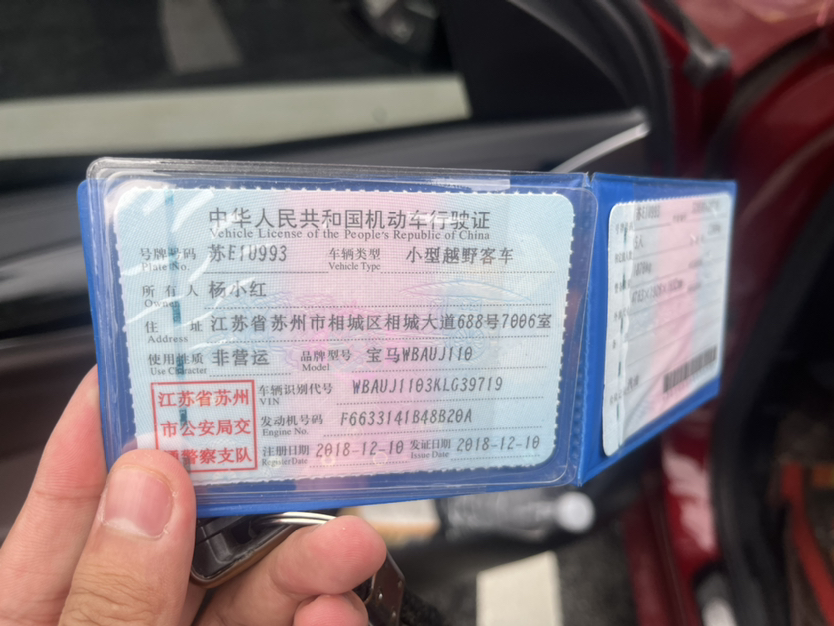 中华人民共和国机动车行驶证
Vehicle License of the People's Republic of China
号牌号码 苏E1U993 车辆类型 小型越野客车
Plate No. Vehicle Type
所有人 杨小红
Owner
住址 江苏省苏州市相城区相城大道688号7006室
Address
使用性质 非营运 品牌型号 宝马WBAUJ110
Use Character Model
江苏省苏州 车辆识别代号 WBAUJ1103KLG39719
VIN
市公安局交 发动机号码 F6633141B48B20A
Engine No.
警察支队 注册日期 2018-12-10 发证日期 2018-12-10
Register Date Issue Date